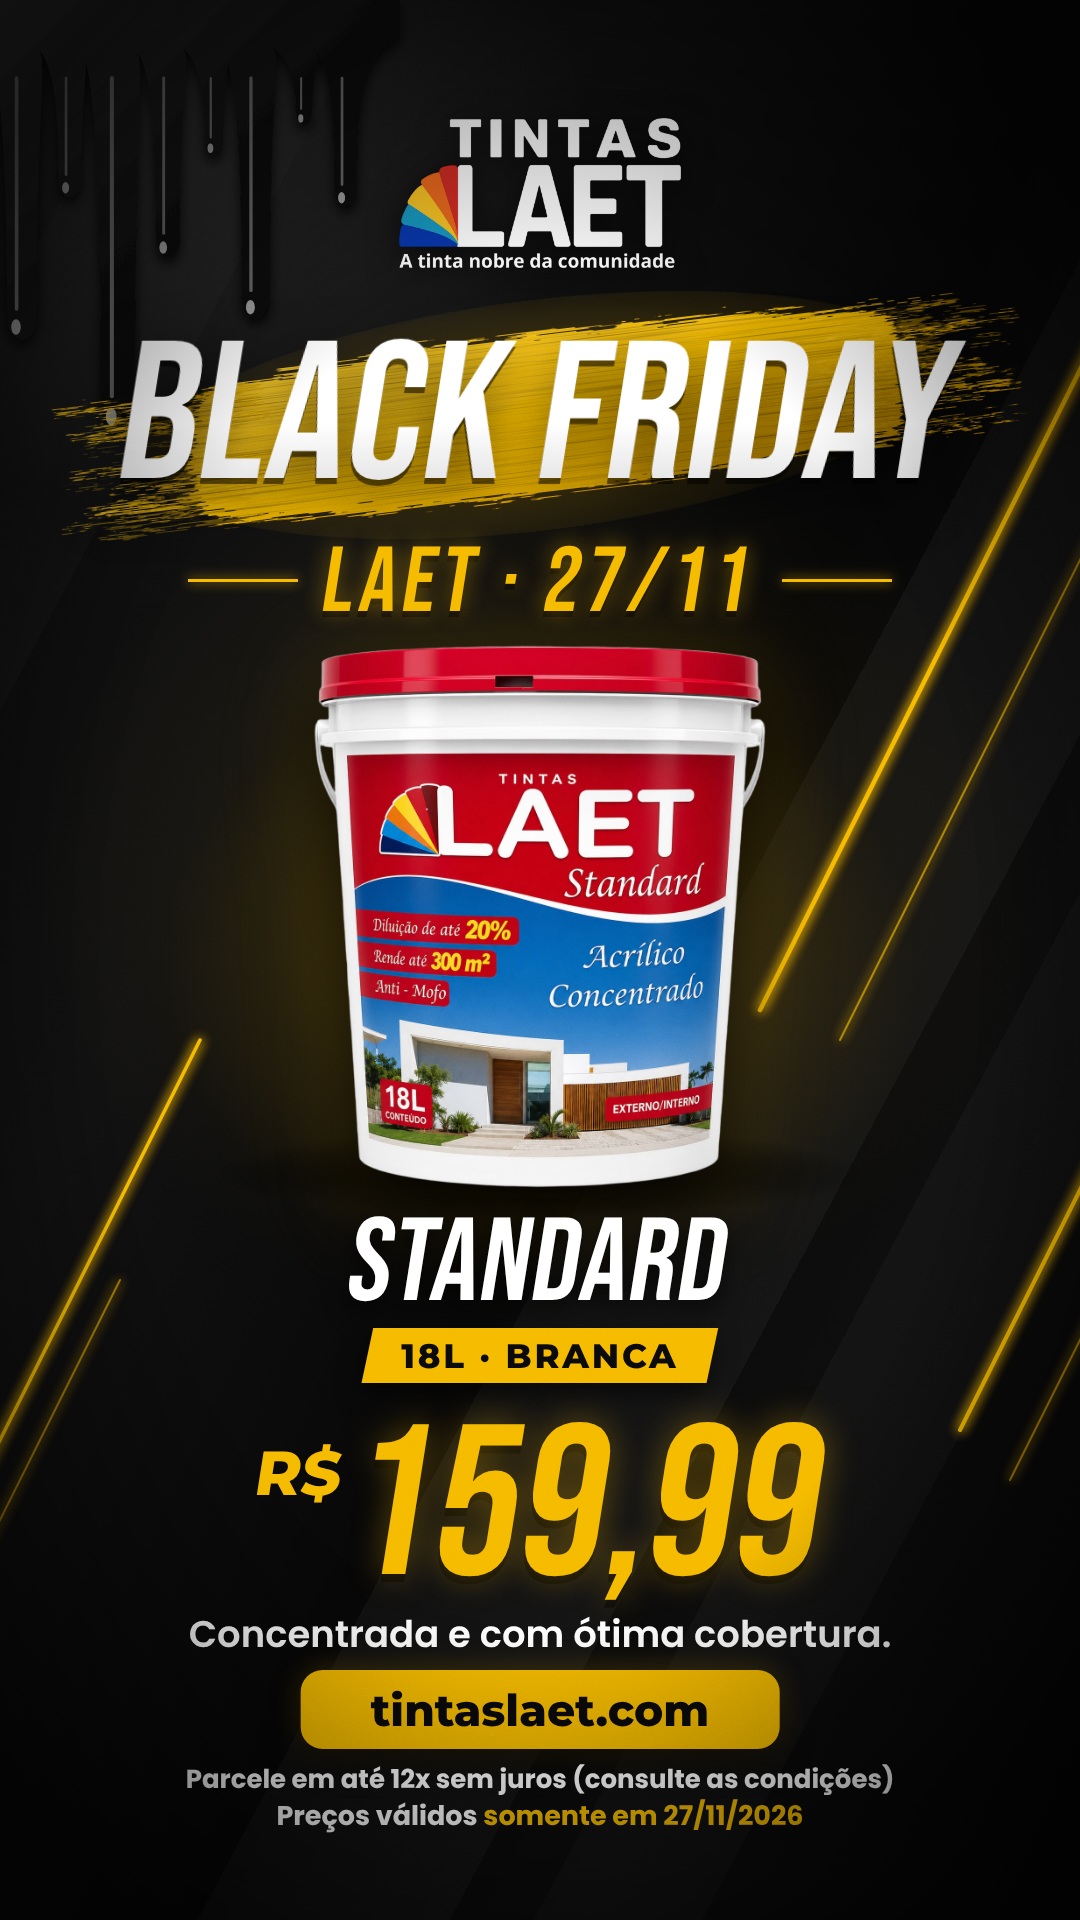 TINTAS
LAET
A tinta nobre da comunidade
BLACK FRIDAY
LAET · 27/11
TINTAS
LAET
Standard
Diluição de até 20%
Rende até 300 m²
Anti - Mofo
Acrílico
Concentrado
18L
CONTEÚDO
EXTERNO/INTERNO
STANDARD
18L · BRANCA
R$ 159,99
Concentrada e com ótima cobertura.
tintaslaet.com
Parcele em até 12x sem juros (consulte as condições)
Preços válidos somente em 27/11/2026